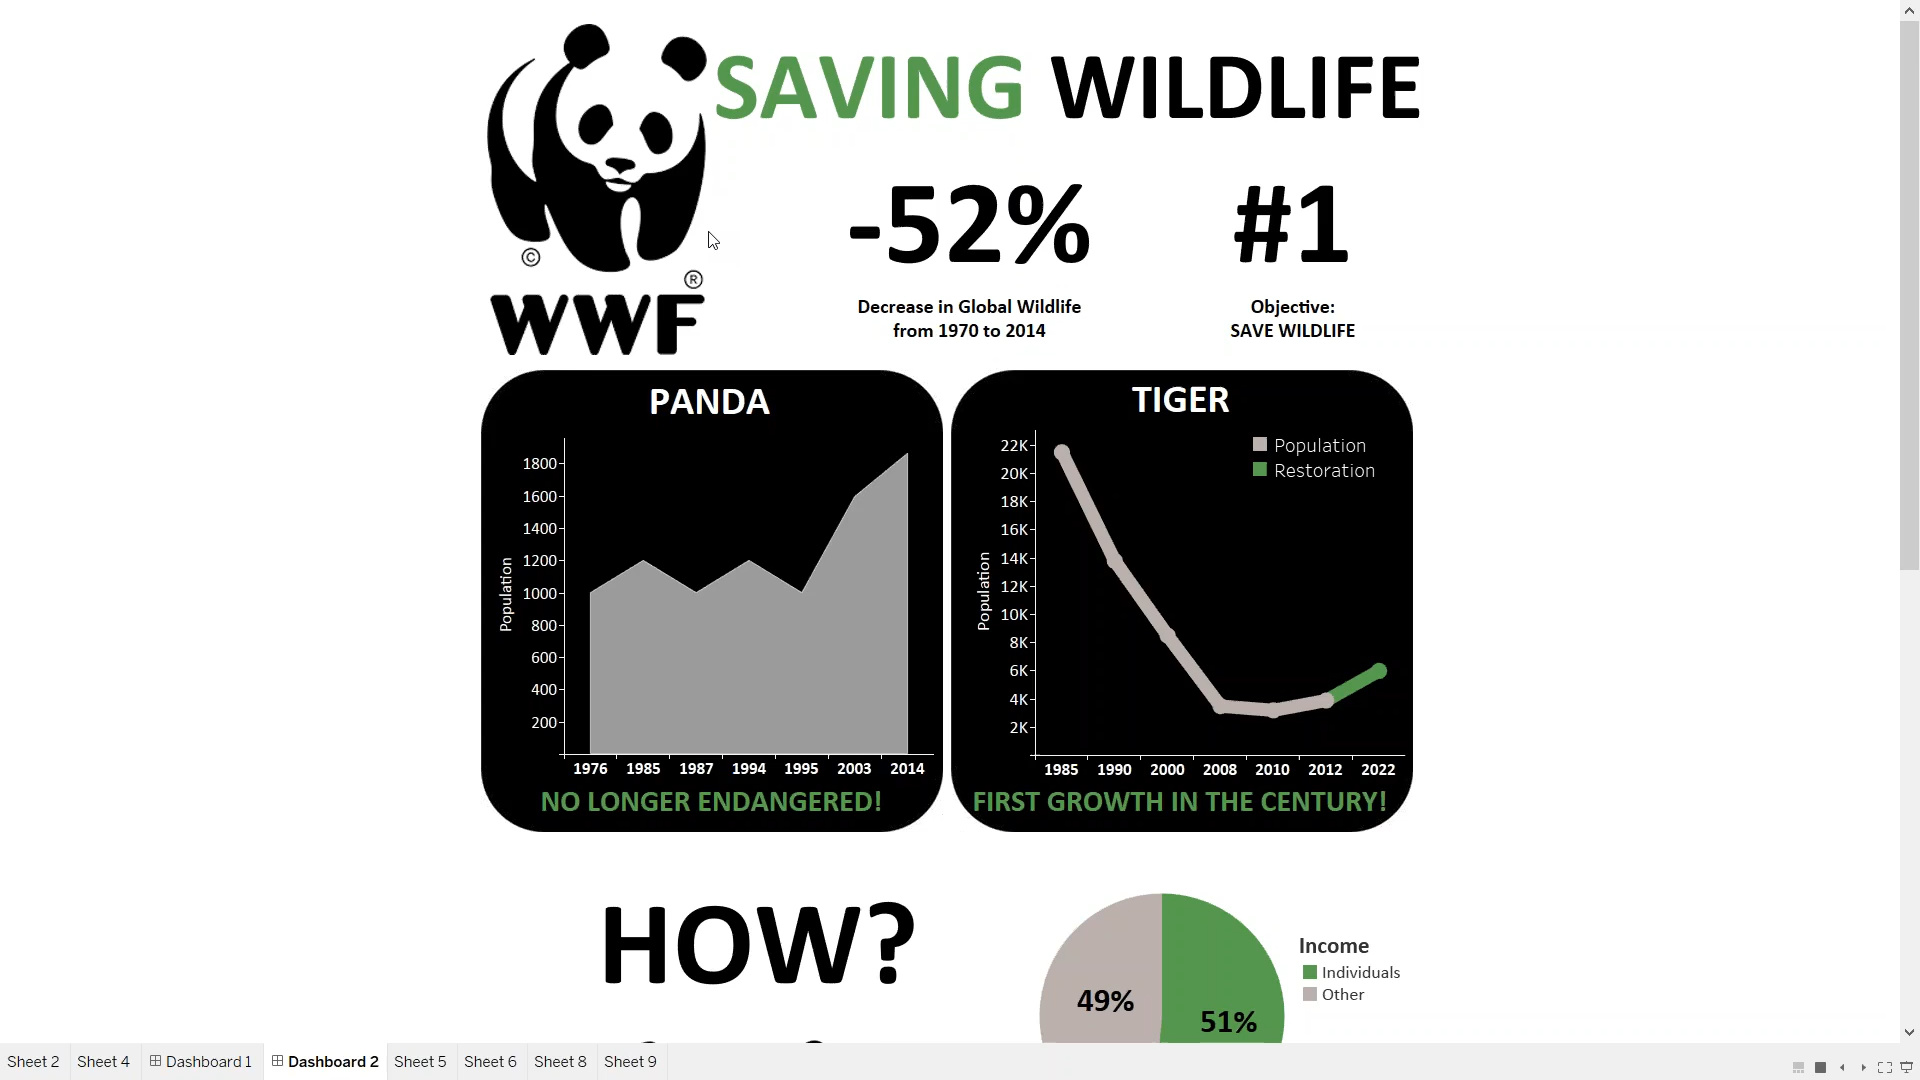 SAVING WILDLIFE
©
®
WWF
-52%
Decrease in Global Wildlife
from 1970 to 2014
#1
Objective:
SAVE WILDLIFE
PANDA
Population
1800
1600
1400
1200
1000
800
600
400
200
1976 1985 1987 1994 1995 2003 2014
NO LONGER ENDANGERED!
TIGER
Population
Restoration
Population
22K
20K
18K
16K
14K
12K
10K
8K
6K
4K
2K
1985 1990 2000 2008 2010 2012 2022
FIRST GROWTH IN THE CENTURY!
HOW?
49%
51%
Income
Individuals
Other
Sheet 2 Sheet 4 Dashboard 1 Dashboard 2 Sheet 5 Sheet 6 Sheet 8 Sheet 9